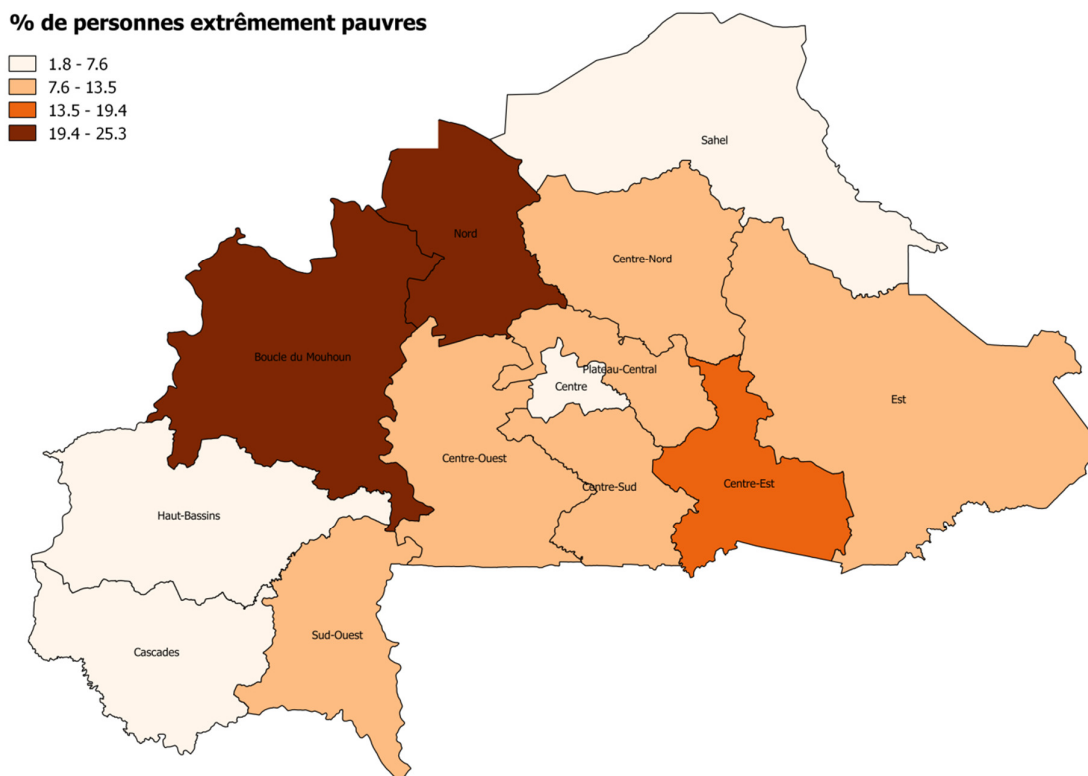 % de personnes extrêmement pauvres
1.8 - 7.6
7.6 - 13.5
13.5 - 19.4
19.4 - 25.3
Sahel
Nord
Centre-Nord
Boucle du Mouhoun
Plateau-Central
Centre
Est
Centre-Ouest
Centre-Sud
Centre-Est
Haut-Bassins
Sud-Ouest
Cascades